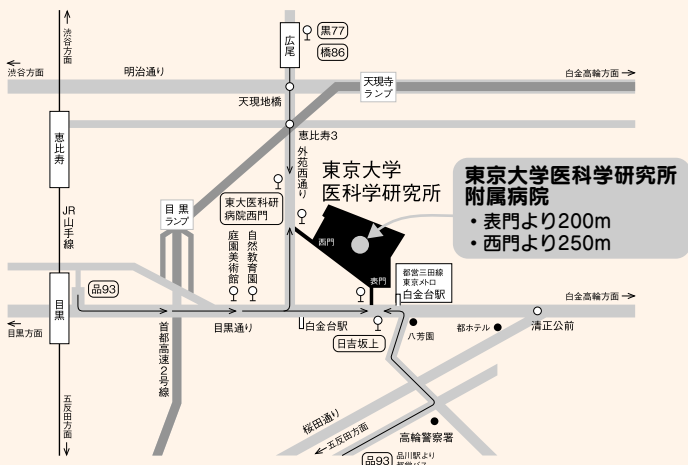 渋谷方面
渋谷方面
明治通り
広尾
黒77
橋86
天現寺
ランプ
白金高輪方面
天現地橋
恵比寿
恵比寿3
外苑西通り
東京大学
医科学研究所
東京大学医科学研究所
附属病院
・表門より200m
・西門より250m
目黒
ランプ
東大医科研
病院西門
JR山手線
庭園美術館
自然教育園
西門
表門
都営三田線
東京メトロ
白金台駅
品93
目黒
目黒方面
目黒通り
白金台駅
日吉坂上
八芳園
都ホテル
清正公前
白金高輪方面
首都高速2号線
五反田方面
桜田通り
五反田方面
高輪警察署
品93
品川駅より